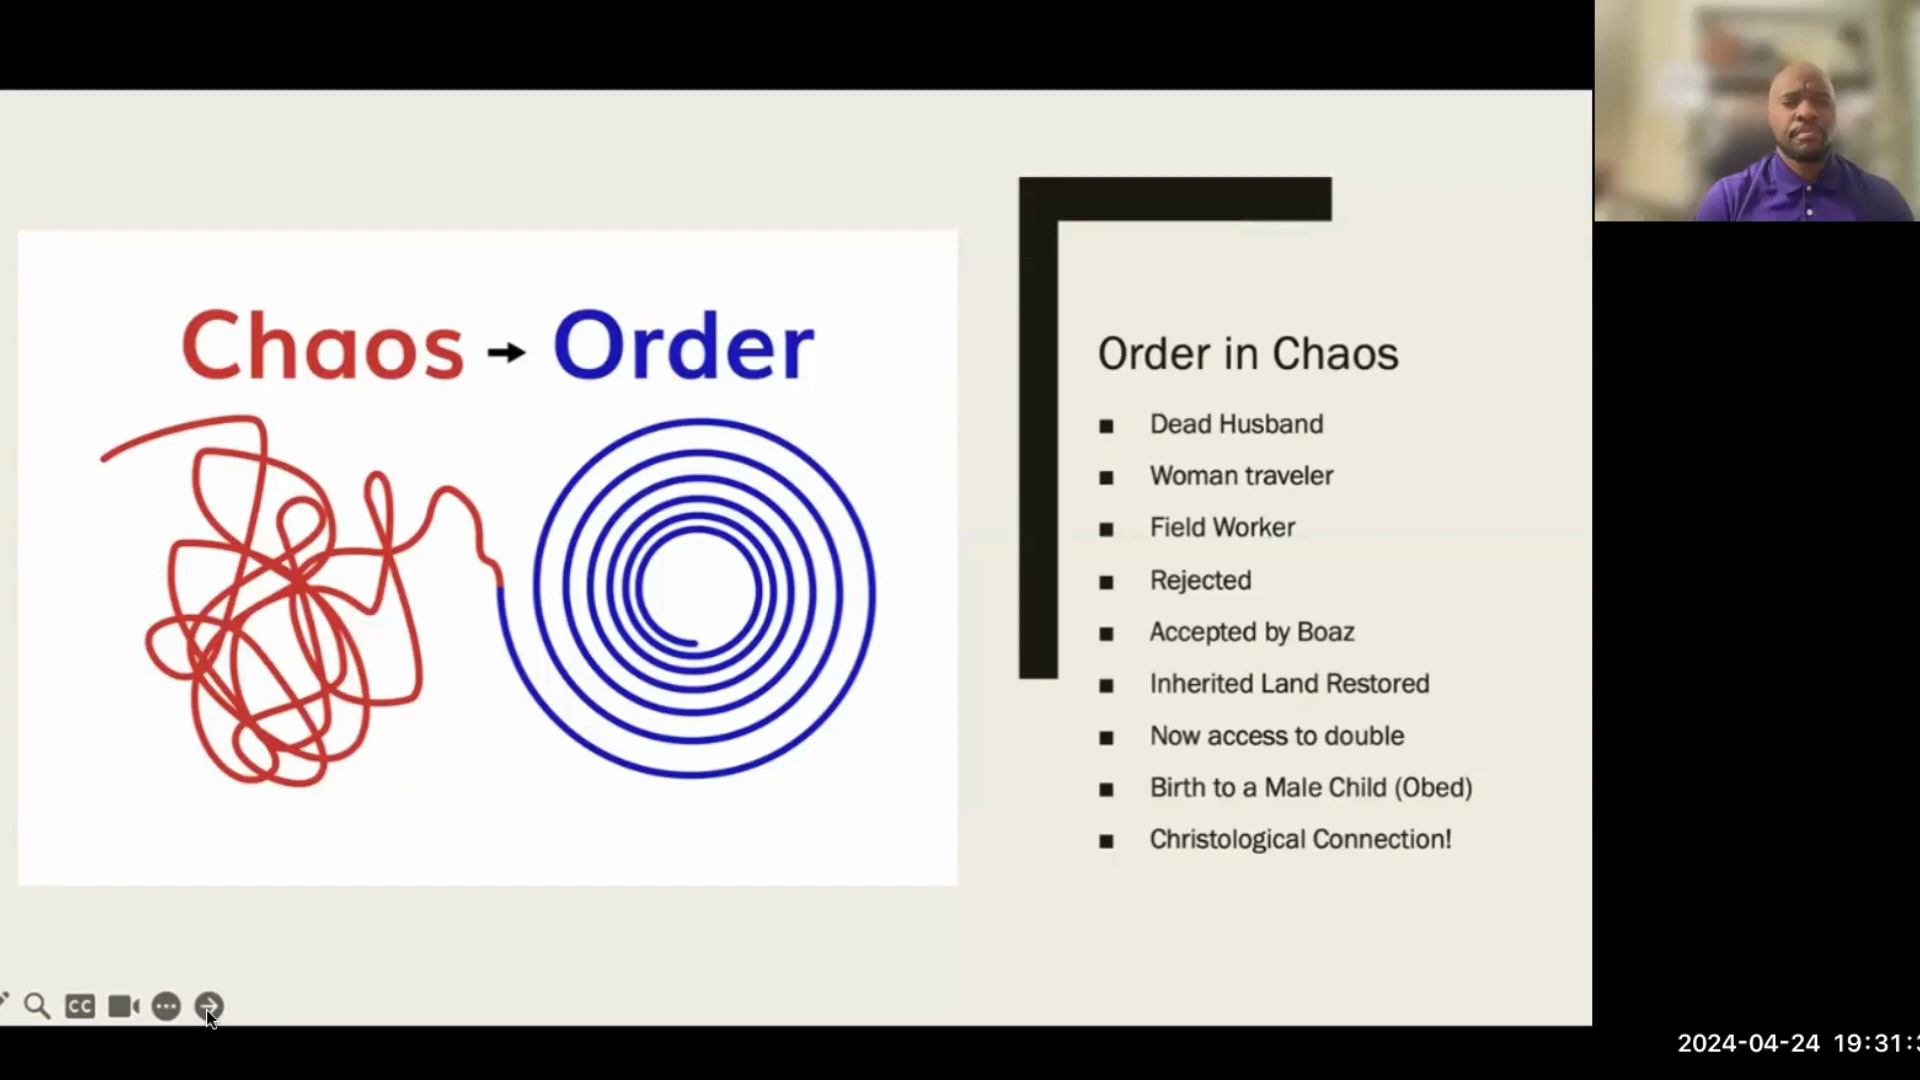 Chaos → Order
Order in Chaos
■ Dead Husband
■ Woman traveler
■ Field Worker
■ Rejected
■ Accepted by Boaz
■ Inherited Land Restored
■ Now access to double
■ Birth to a Male Child (Obed)
■ Christological Connection!
CC
2024-04-24 19:31: